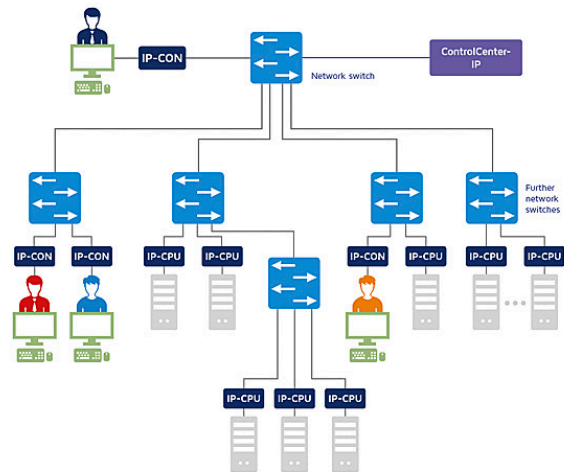 IP-CON
ControlCenter-
IP
Network switch
Further
network
switches
IP-CON
IP-CON
IP-CPU
IP-CPU
IP-CON
IP-CPU
IP-CPU
IP-CPU
IP-CPU
IP-CPU
IP-CPU